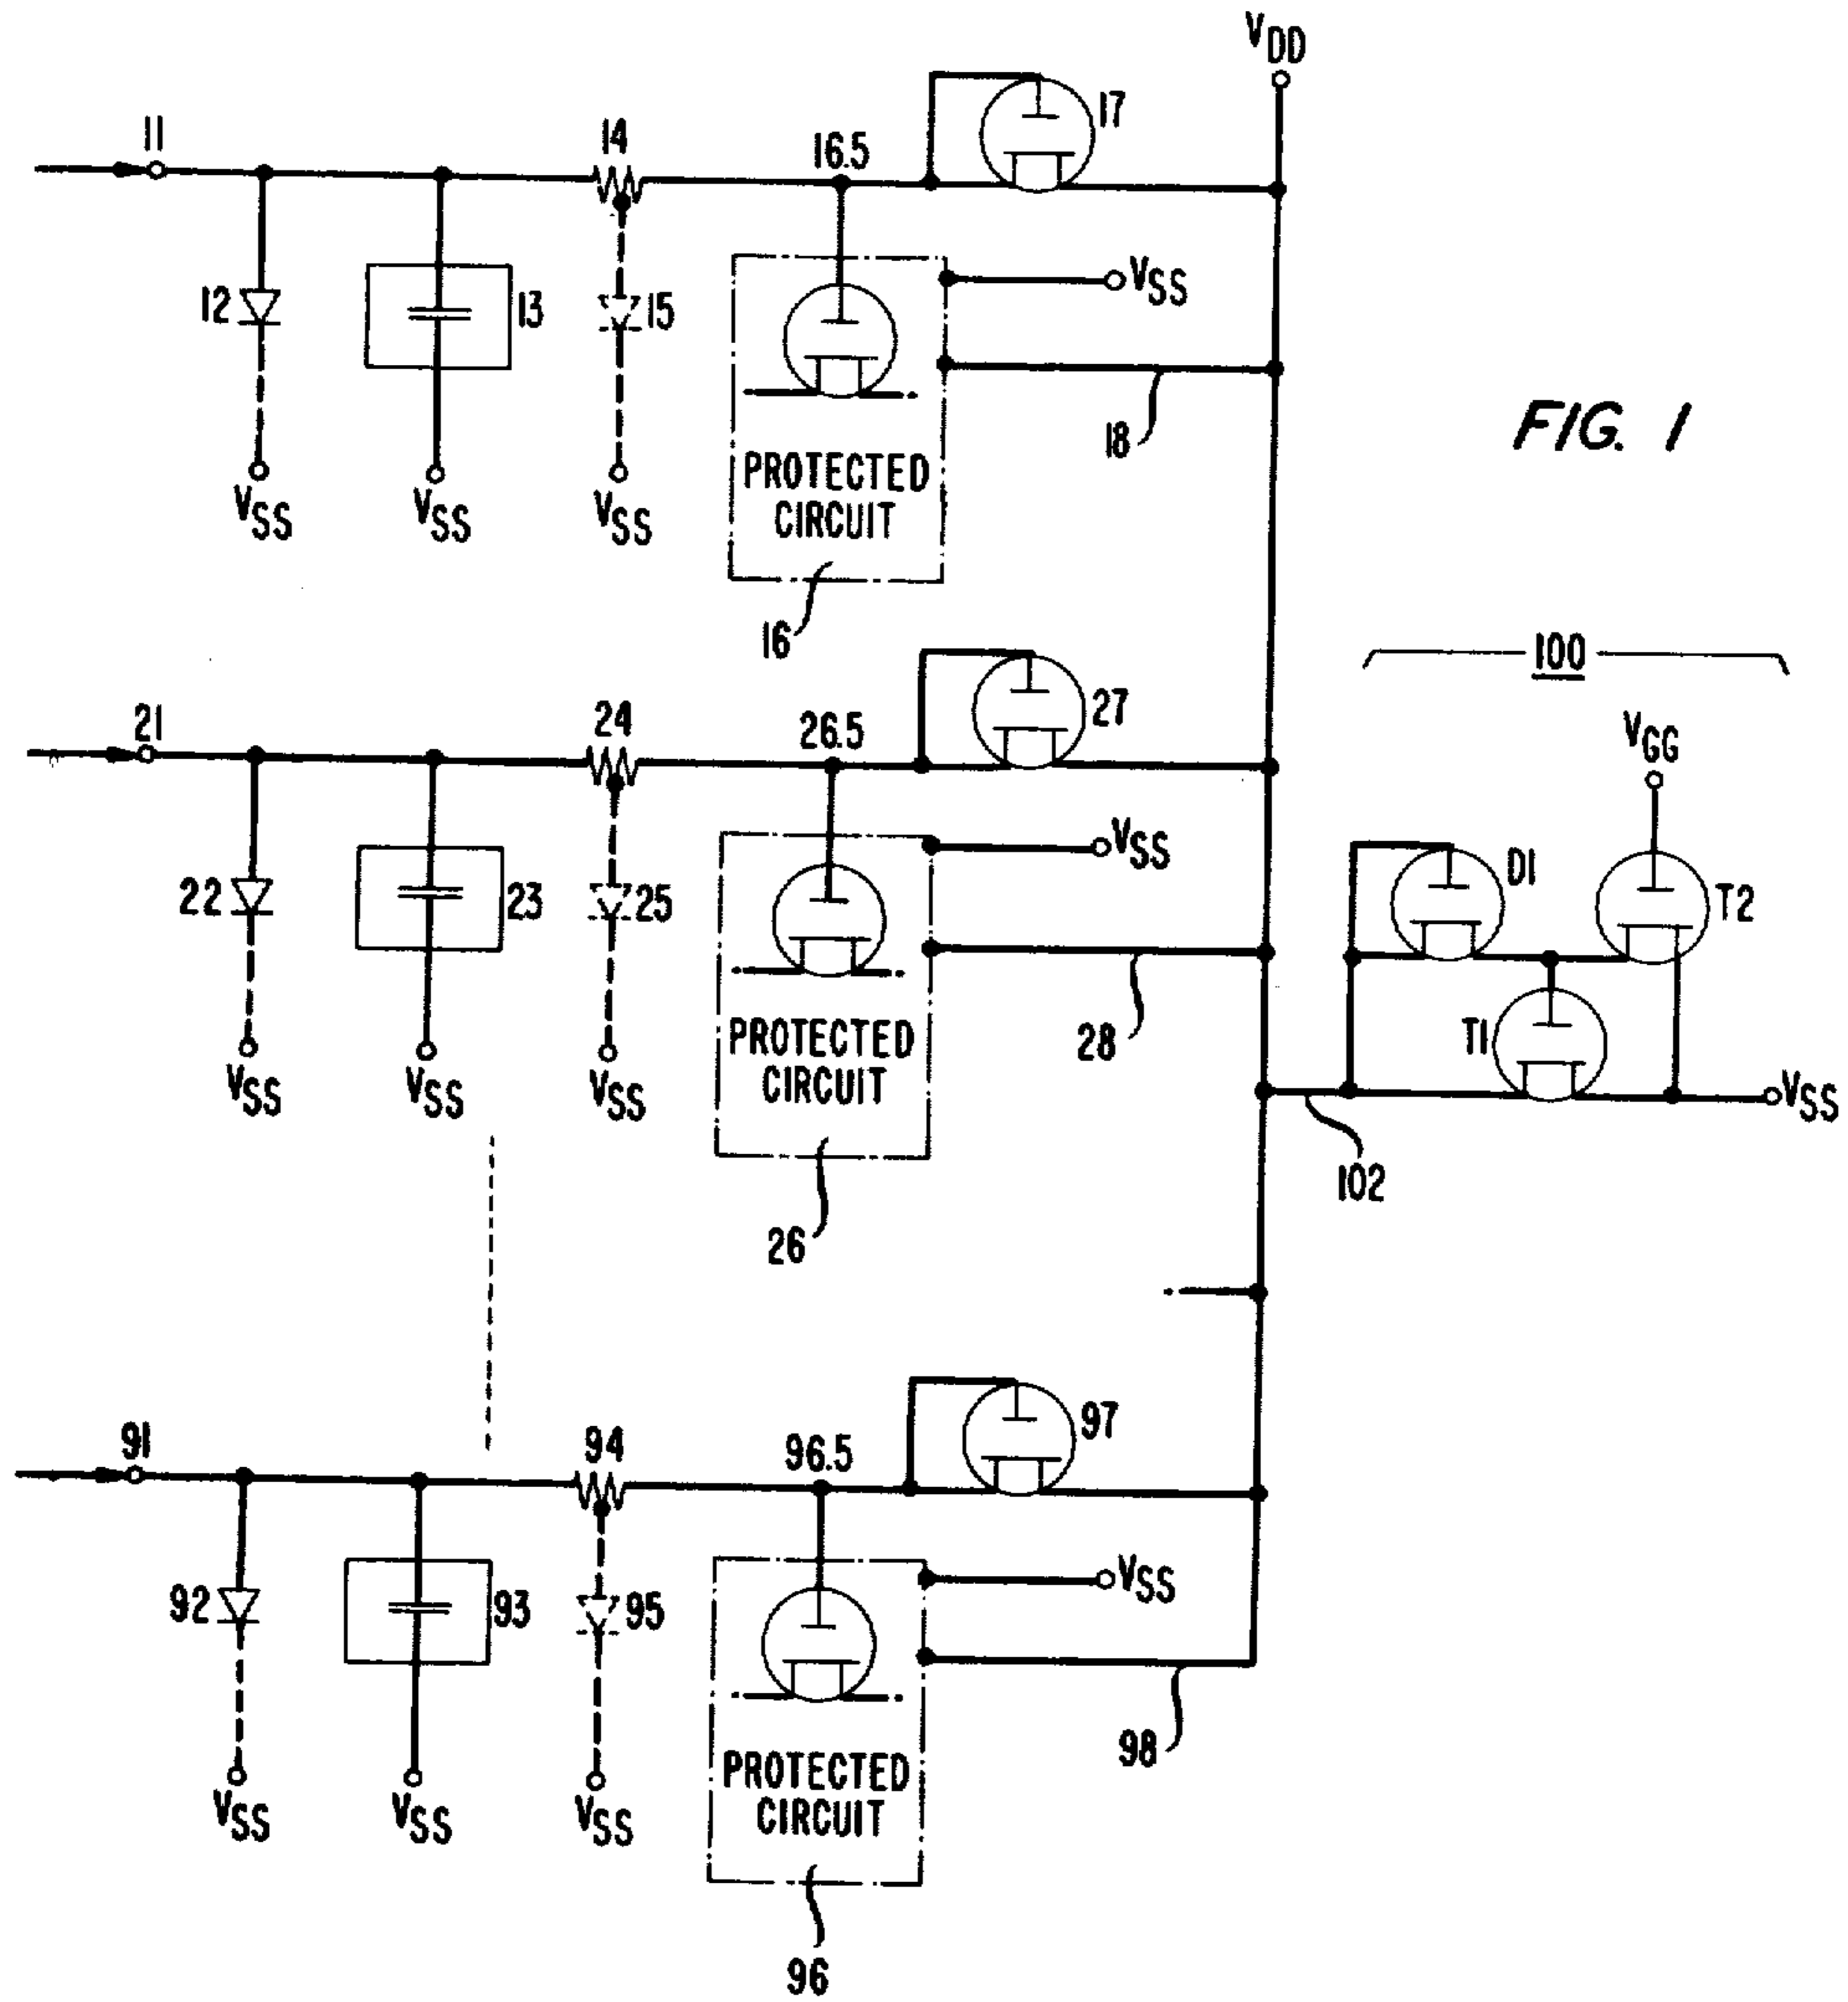 VDD
11
14
16.5
17
12
13
15
VSS
18
FIG. 1
VSS
VSS
VSS
PROTECTED
CIRCUIT
16
100
21
24
26.5
27
VGG
22
23
25
VSS
D1
T2
28
T1
VSS
VSS
VSS
PROTECTED
CIRCUIT
VSS
102
26
91
94
96.5
97
92
93
95
VSS
98
VSS
VSS
VSS
PROTECTED
CIRCUIT
96